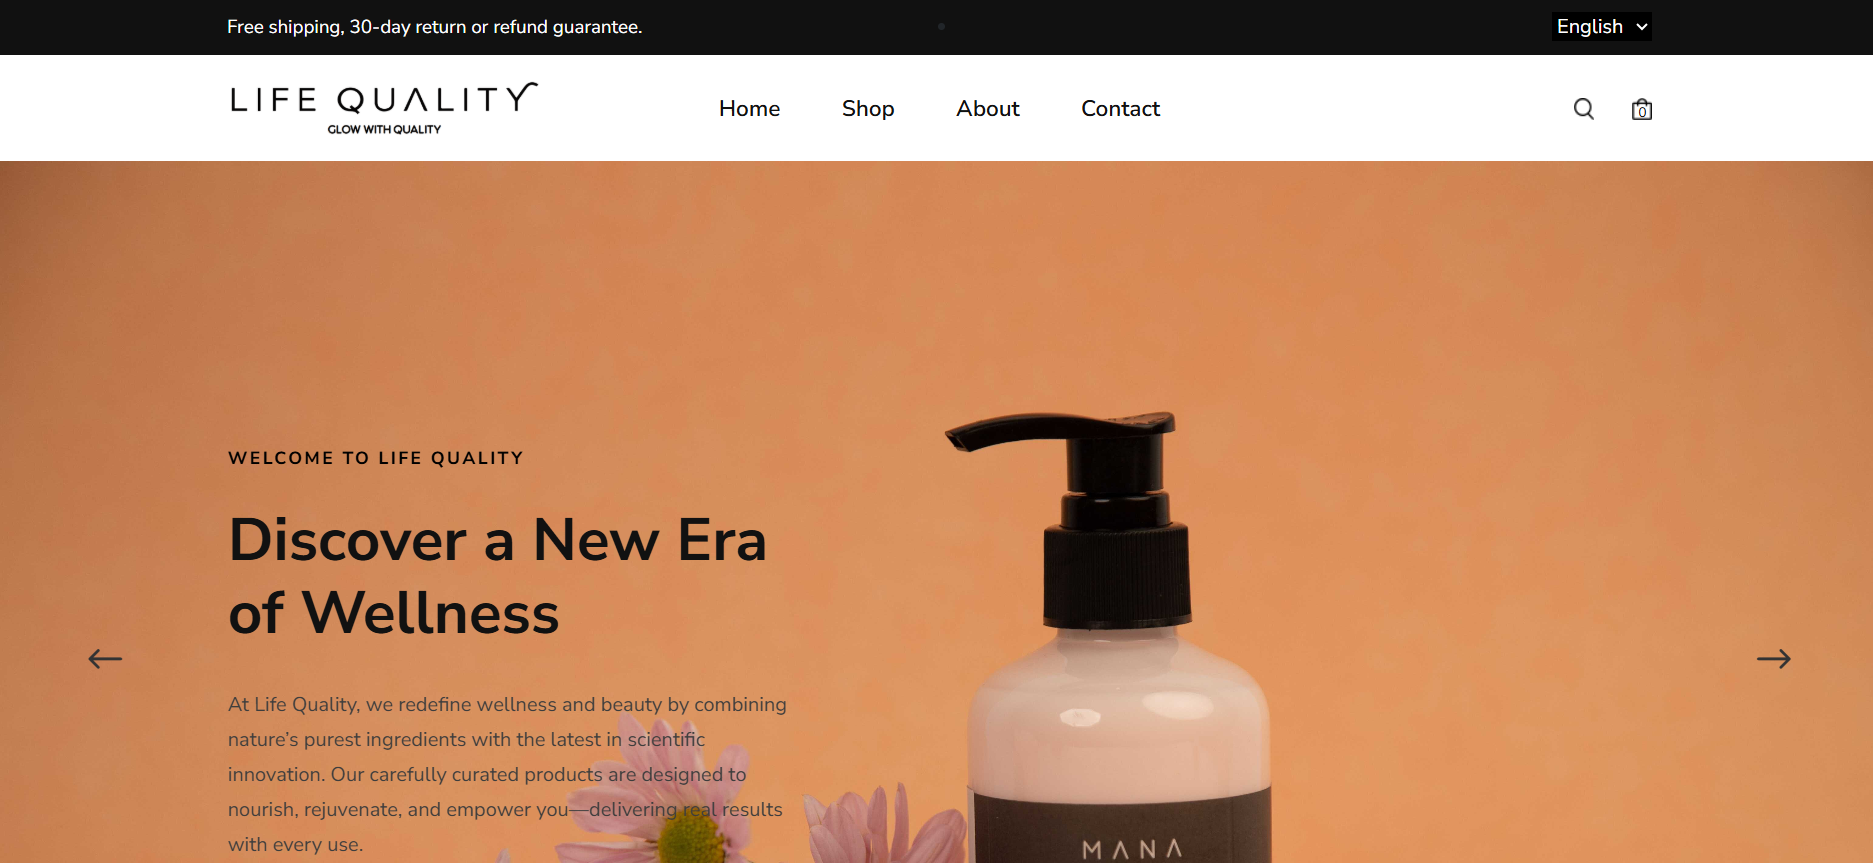 Free shipping, 30-day return or refund guarantee.
English
LIFE QUALITY
GLOW WITH QUALITY
Home
Shop
About
Contact
0
WELCOME TO LIFE QUALITY
Discover a New Era
of Wellness
At Life Quality, we redefine wellness and beauty by combining
nature’s purest ingredients with the latest in scientific
innovation. Our carefully curated products are designed to
nourish, rejuvenate, and empower you—delivering real results
with every use.
MANA